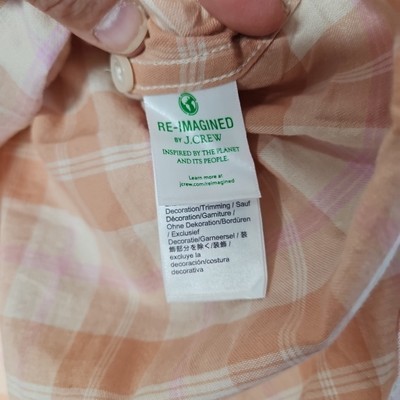 RE-IMAGINED
BY J.CREW
INSPIRED BY THE PLANET
AND ITS PEOPLE.
Learn more at
jcrew.com/reimagined
Decoration/Trimming / Sauf
Décoration/Garniture /
Ohne Dekoration/Bordüren
/ Exclusief
Decoratie/Garneersel / 装
飾部分を除く/装飾 /
excluye la
decoración/costura
decorativa